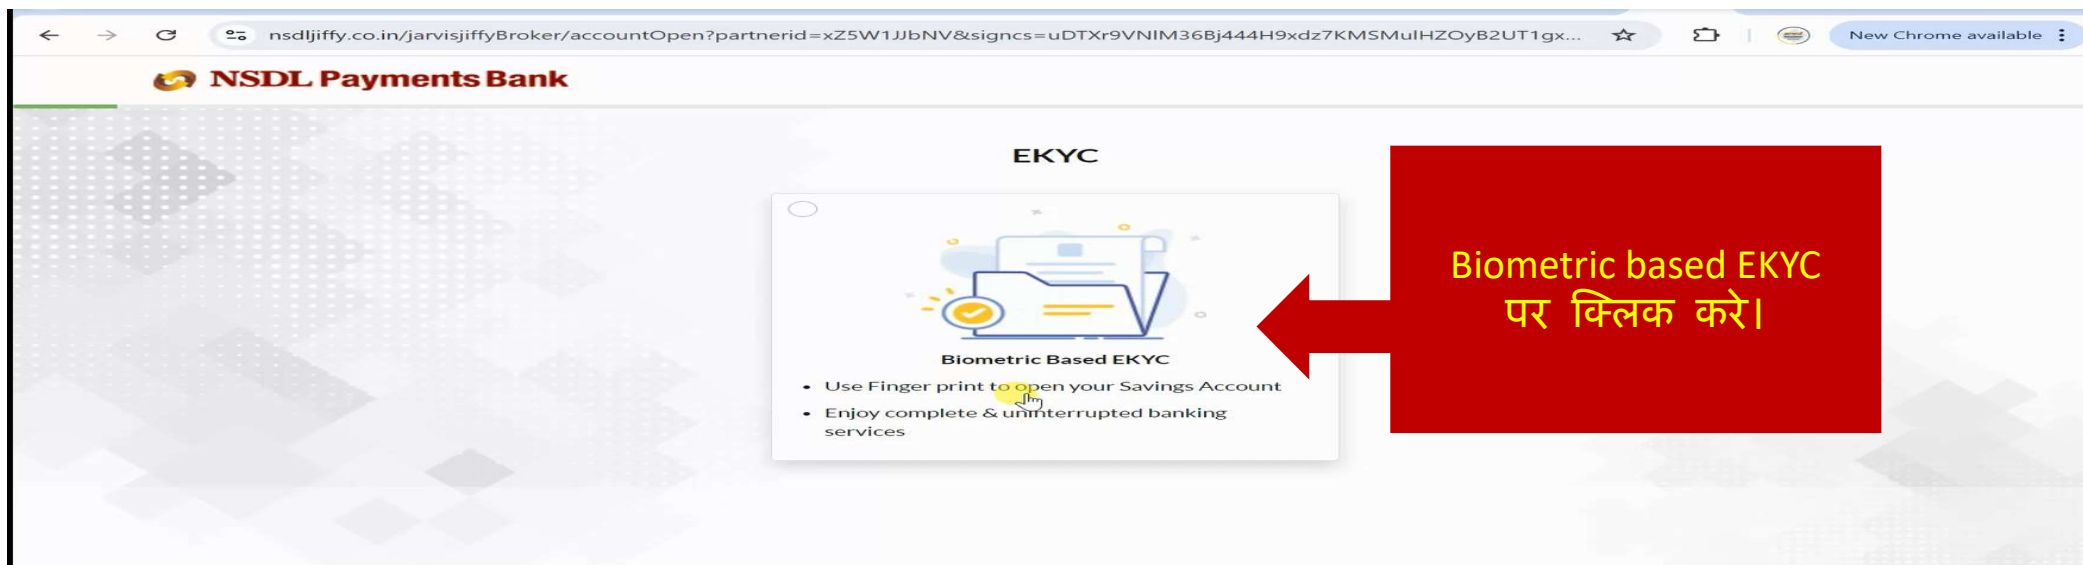 nsdljiffy.co.in/jarvisjiffyBroker/accountOpen?partnerid=xZ5W1JJbNV&signcs=uDTXr9VNlM36Bj444H9xdz7KMSMulHZOyB2UT1gx...
New Chrome available
NSDL Payments Bank
EKYC
Biometric Based EKYC
• Use Finger print to open your Savings Account
• Enjoy complete & uninterrupted banking
services
Biometric based EKYC
पर क्लिक करे।